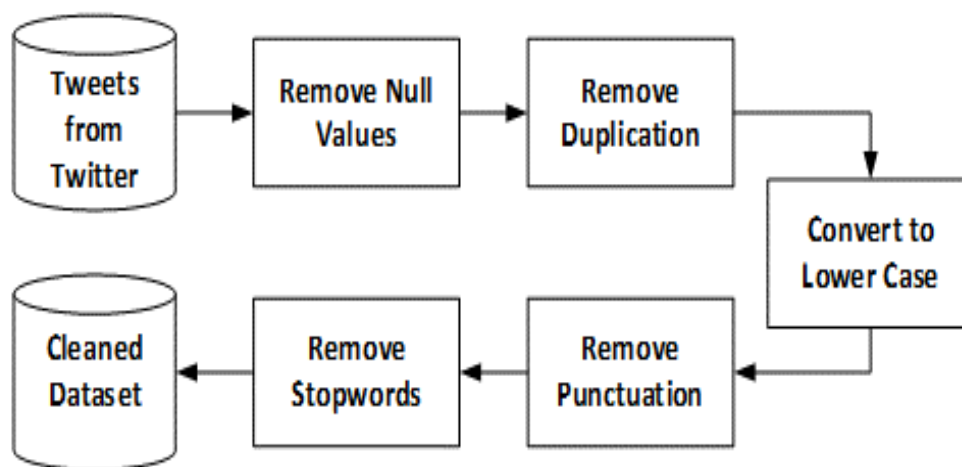 Tweets
from
Twitter
Remove Null
Values
Remove
Duplication
Convert to
Lower Case
Remove
Punctuation
Remove
Stopwords
Cleaned
Dataset